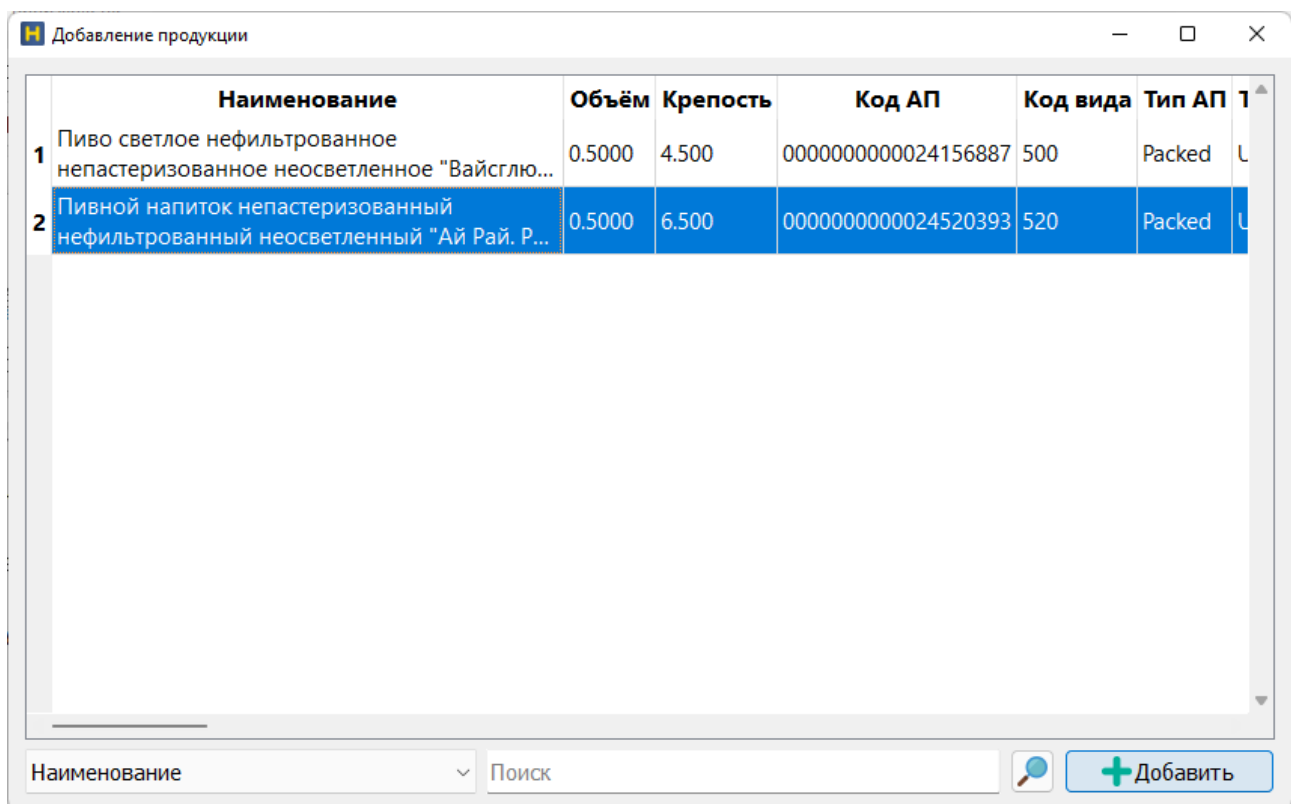 H Добавление продукции
Наименование Объём Крепость Код АП Код вида Тип АП
1 Пиво светлое нефильтрованное
непастеризованное неосветленное "Вайсглю... 0.5000 4.500 0000000000024156887 500 Packed
2 Пивной напиток непастеризованный
нефильтрованный неосветленный "Ай Рай. Р... 0.5000 6.500 0000000000024520393 520 Packed
Наименование Поиск Добавить